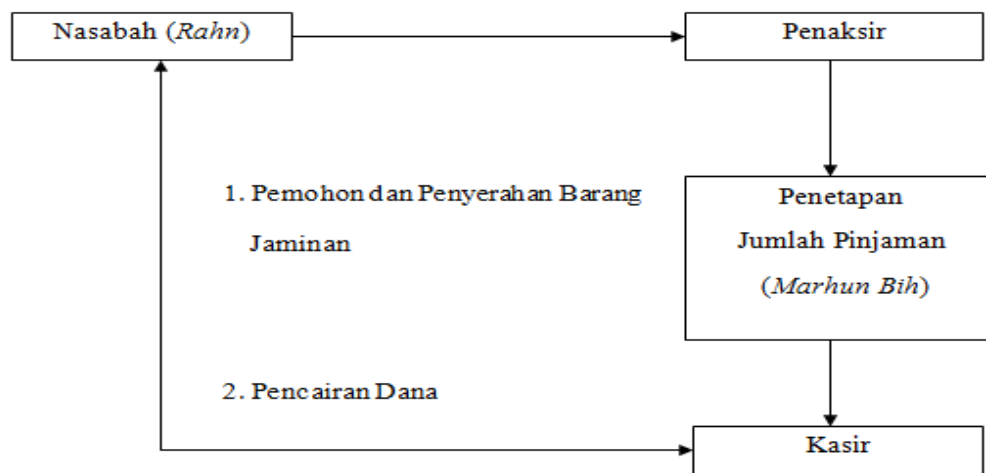 Nasabah (Rahn)
Penaksir
1. Pemohon dan Penyerahan Barang
Jaminan
Penetapan
Jumlah Pinjaman
(Marhun Bih)
2. Pencairan Dana
Kasir